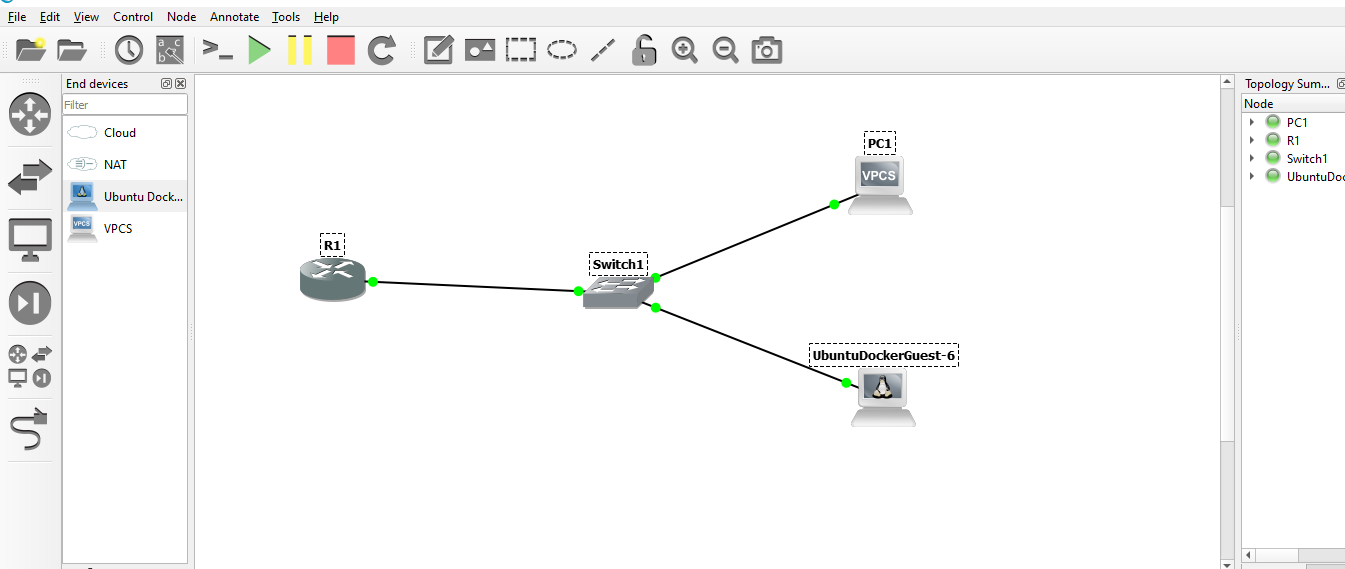 File Edit View Control Node Annotate Tools Help
End devices
Filter
Cloud
NAT
Ubuntu Dock...
VPCS
PC1
VPCS
R1
Switch1
UbuntuDockerGuest-6
Topology Sum...
Node
PC1
R1
Switch1
UbuntuDoc